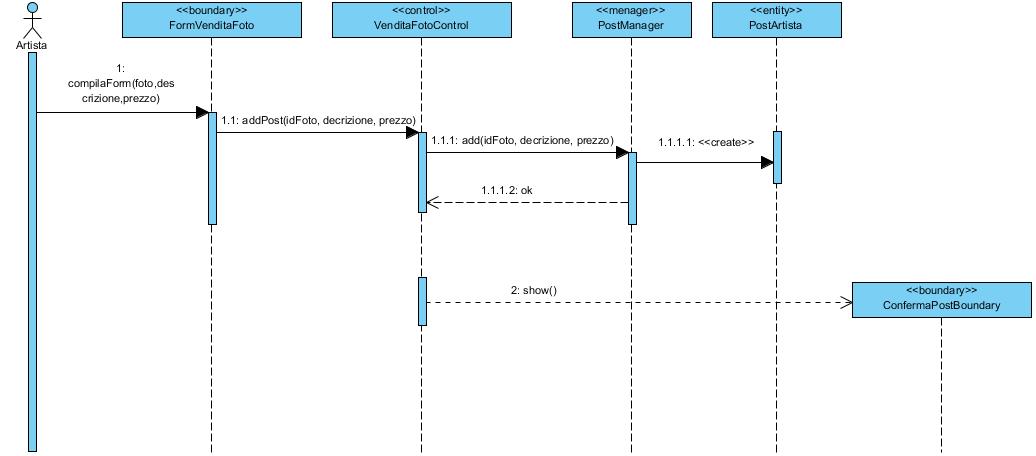 <<boundary>>
FormVenditaFoto
<<control>>
VenditaFotoControl
<<menager>>
PostManager
<<entity>>
PostArtista
Artista
1:
compilaForm(foto,des
crizione,prezzo)
1.1: addPost(idFoto, decrizione, prezzo)
1.1.1: add(idFoto, decrizione, prezzo)
1.1.1.1: <<create>>
1.1.1.2: ok
2: show()
<<boundary>>
ConfermaPostBoundary